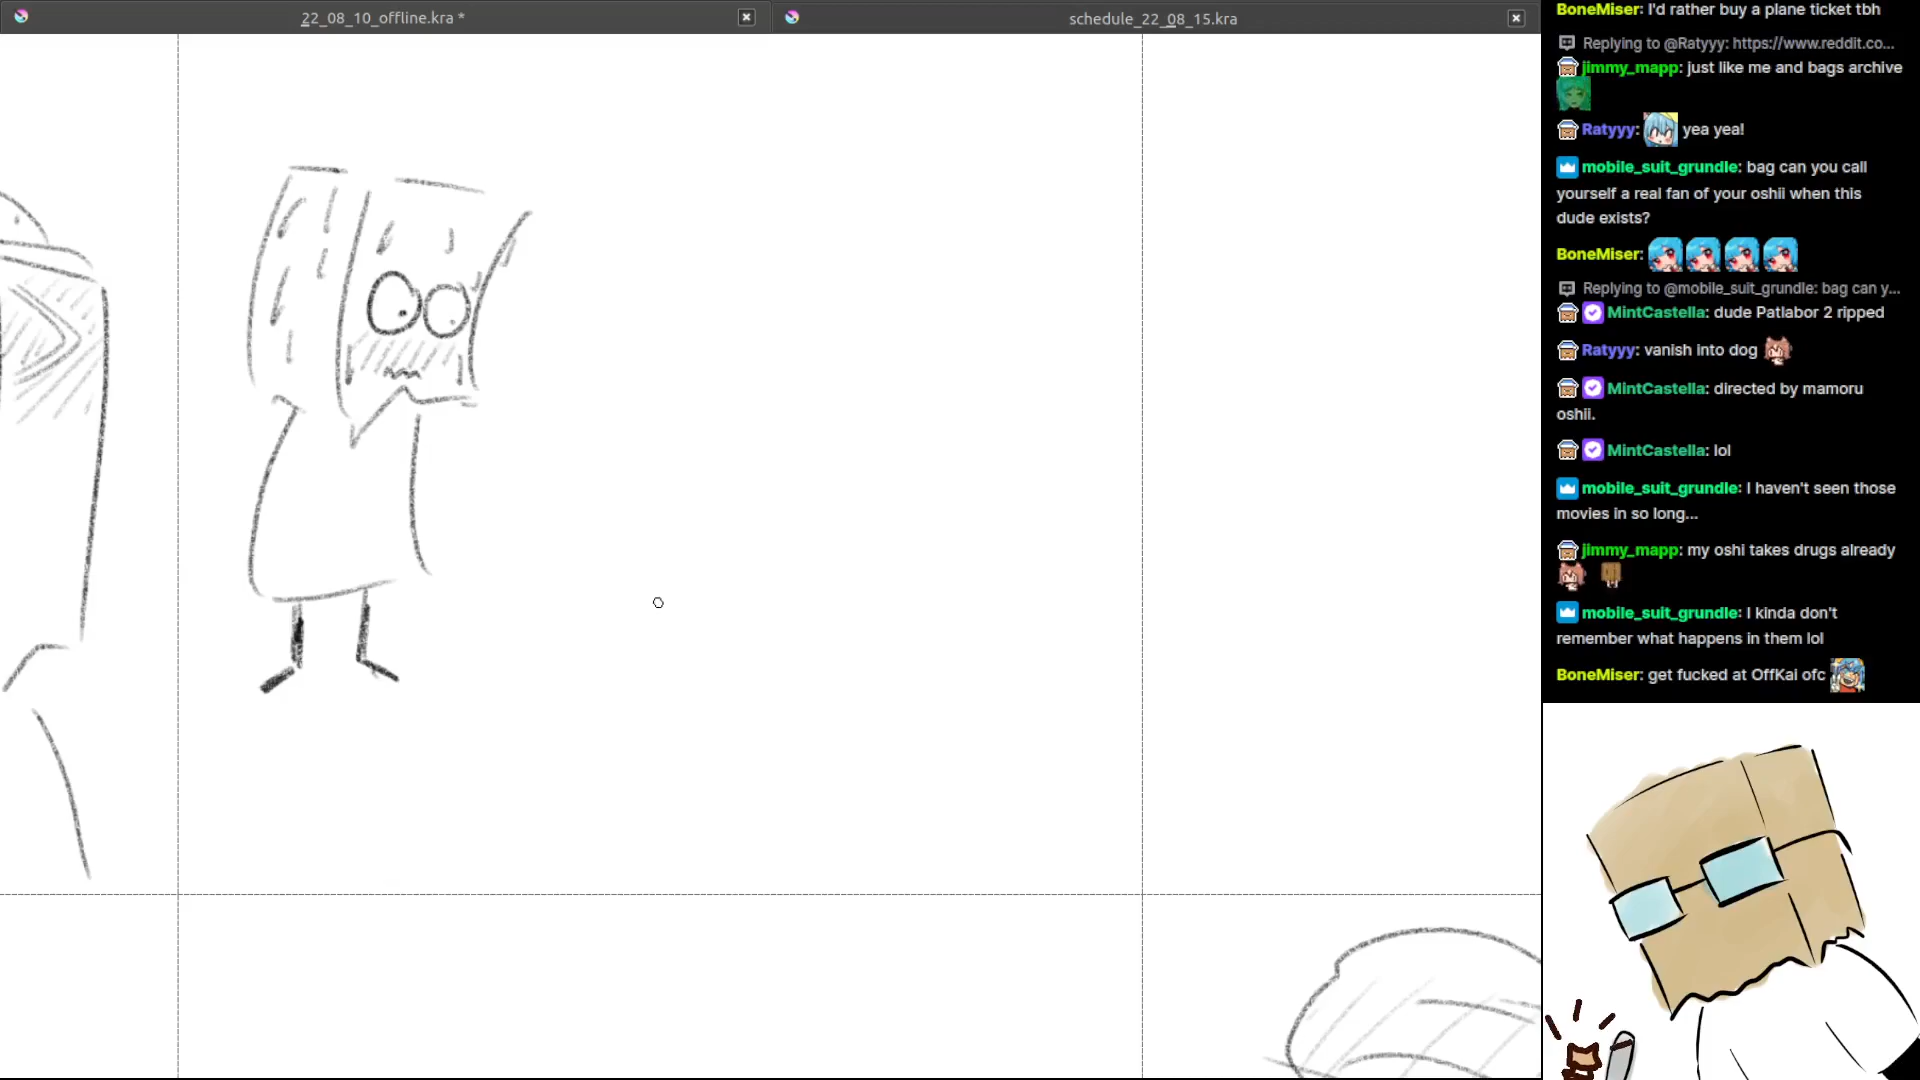 22_08_10_offline.kra *
schedule_22_08_15.kra
BoneMiser: I'd rather buy a plane ticket tbh
Replying to @Ratyyy: https://www.reddit.co...
jimmy_mapp: just like me and bags archive
Ratyyy: yea yea!
mobile_suit_grundle: bag can you call
yourself a real fan of your oshii when this
dude exists?
BoneMiser:
Replying to @mobile_suit_grundle: bag can y...
MintCastella: dude Patlabor 2 ripped
Ratyyy: vanish into dog
MintCastella: directed by mamoru
oshii.
MintCastella: lol
mobile_suit_grundle: I haven't seen those
movies in so long...
jimmy_mapp: my oshi takes drugs already
mobile_suit_grundle: I kinda don't
remember what happens in them lol
BoneMiser: get fucked at OffKai ofc